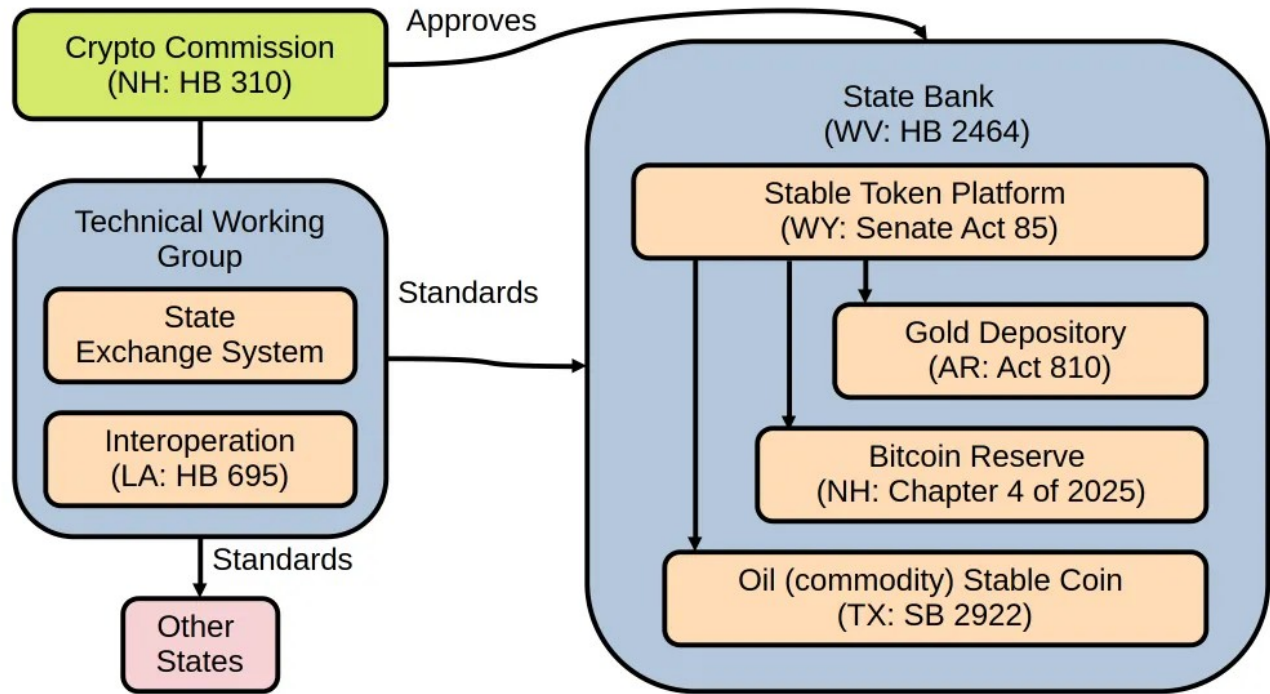 Crypto Commission
(NH: HB 310)
Approves
Technical Working
Group
State
Exchange System
Interoperation
(LA: HB 695)
Standards
Standards
Other
States
State Bank
(WV: HB 2464)
Stable Token Platform
(WY: Senate Act 85)
Gold Depository
(AR: Act 810)
Bitcoin Reserve
(NH: Chapter 4 of 2025)
Oil (commodity) Stable Coin
(TX: SB 2922)